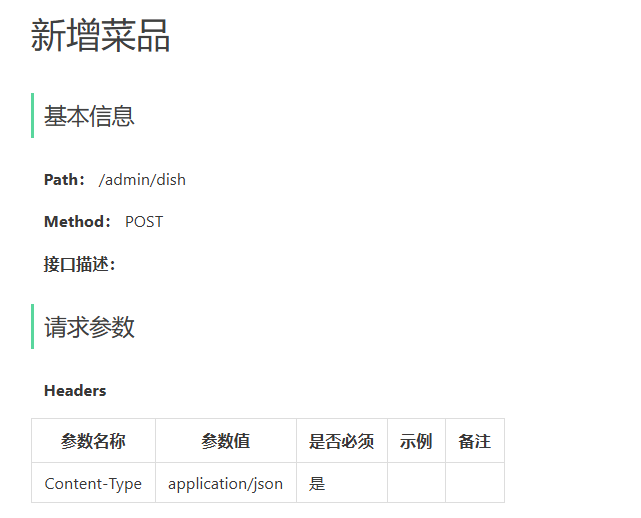 新增菜品
基本信息
Path： /admin/dish
Method： POST
接口描述：
请求参数
Headers
参数名称 参数值 是否必须 示例 备注
Content-Type application/json 是